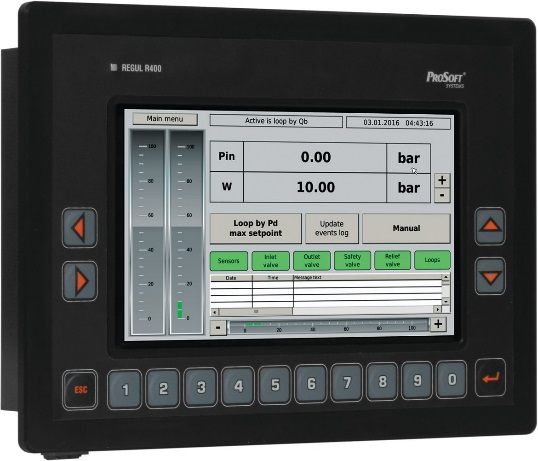 REGUL R400
PROSOFT®
SYSTEMS
Main menu
Active is loop by Qb
03.01.2016 04:43:16
100 100
80 80
60 60
40 40
20 20
0 0
Pin 0.00 bar
W 10.00 bar
+
-
Loop by Pd
max setpoint
Update
events log
Manual
Sensors
Inlet
valve
Outlet
valve
Safety
valve
Relief
valve
Loops
Date Time Message text
- +
0 20 40 60 80 100
ESC 1 2 3 4 5 6 7 8 9 0